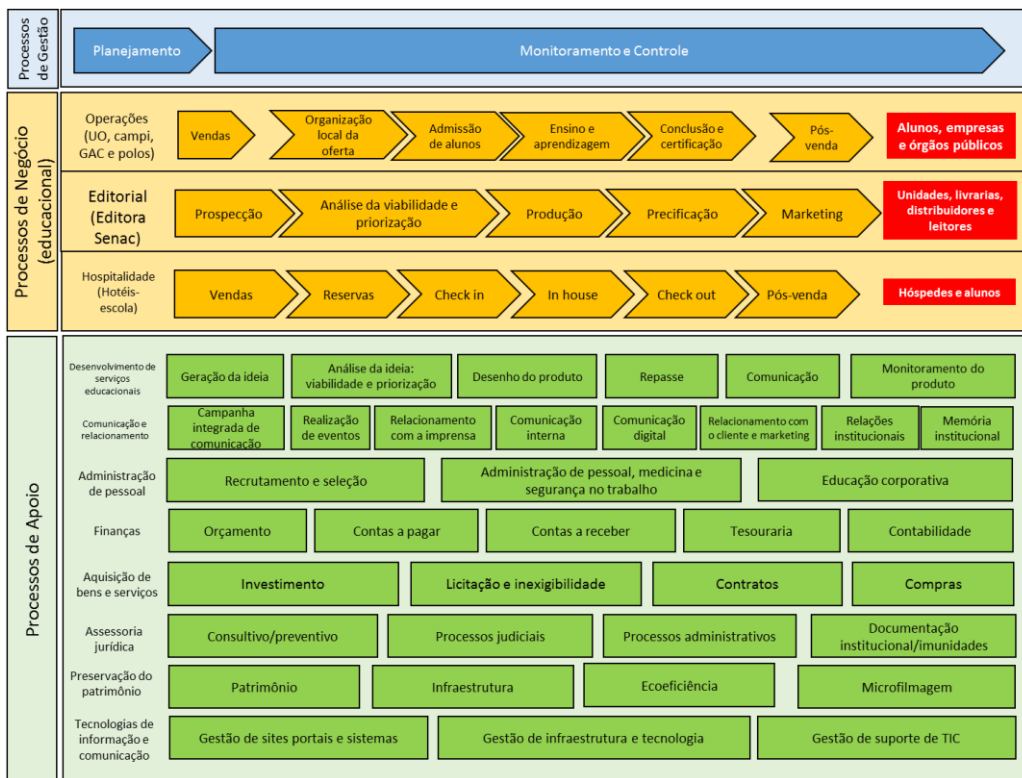 Processos
de Gestão
Planejamento
Monitoramento e Controle
Processos de Negócio
(educacional)
Operações
(UO, campi,
GAC e polos)
Vendas
Organização
local da
oferta
Admissão
de alunos
Ensino e
aprendizagem
Conclusão e
certificação
Pós-
venda
Alunos, empresas
e órgãos públicos
Editorial
(Editora
Senac)
Prospecção
Análise da viabilidade e
priorização
Produção
Precificação
Marketing
Unidades, livrarias,
distribuidores e
leitores
Hospitalidade
(Hotéis-
escola)
Vendas
Reservas
Check in
In house
Check out
Pós-venda
Hóspedes e alunos
Processos de Apoio
Desenvolvimento de
serviços
educacionais
Geração da ideia
Análise da ideia:
viabilidade e priorização
Desenho do produto
Repasse
Comunicação
Monitoramento do
produto
Comunicação e
relacionamento
Campanha
integrada de
comunicação
Realização
de eventos
Relacionamento
com a imprensa
Comunicação
interna
Comunicação
digital
Relacionamento com
o cliente e marketing
Relações
institucionais
Memória
institucional
Administração
de pessoal
Recrutamento e seleção
Administração de pessoal, medicina e
segurança no trabalho
Educação corporativa
Finanças
Orçamento
Contas a pagar
Contas a receber
Tesouraria
Contabilidade
Aquisição de
bens e serviços
Investimento
Licitação e inexigibilidade
Contratos
Compras
Assessoria
jurídica
Consultivo/preventivo
Processos judiciais
Processos administrativos
Documentação
institucional/imunidades
Preservação do
patrimônio
Patrimônio
Infraestrutura
Ecoeficiência
Microfilmagem
Tecnologias de
informação e
comunicação
Gestão de sites portais e sistemas
Gestão de infraestrutura e tecnologia
Gestão de suporte de TIC